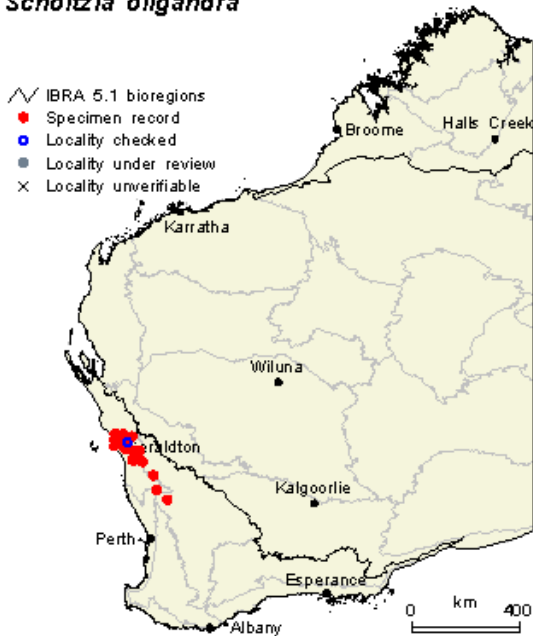 Scholtzia oligandra
IBRA 5.1 bioregions
Specimen record
Locality checked
Locality under review
Locality unverifiable
Broome
Halls Creek
Karratha
Wiluna
eraldton
Kalgoorlie
Perth
Esperance
Albany
km
0 400